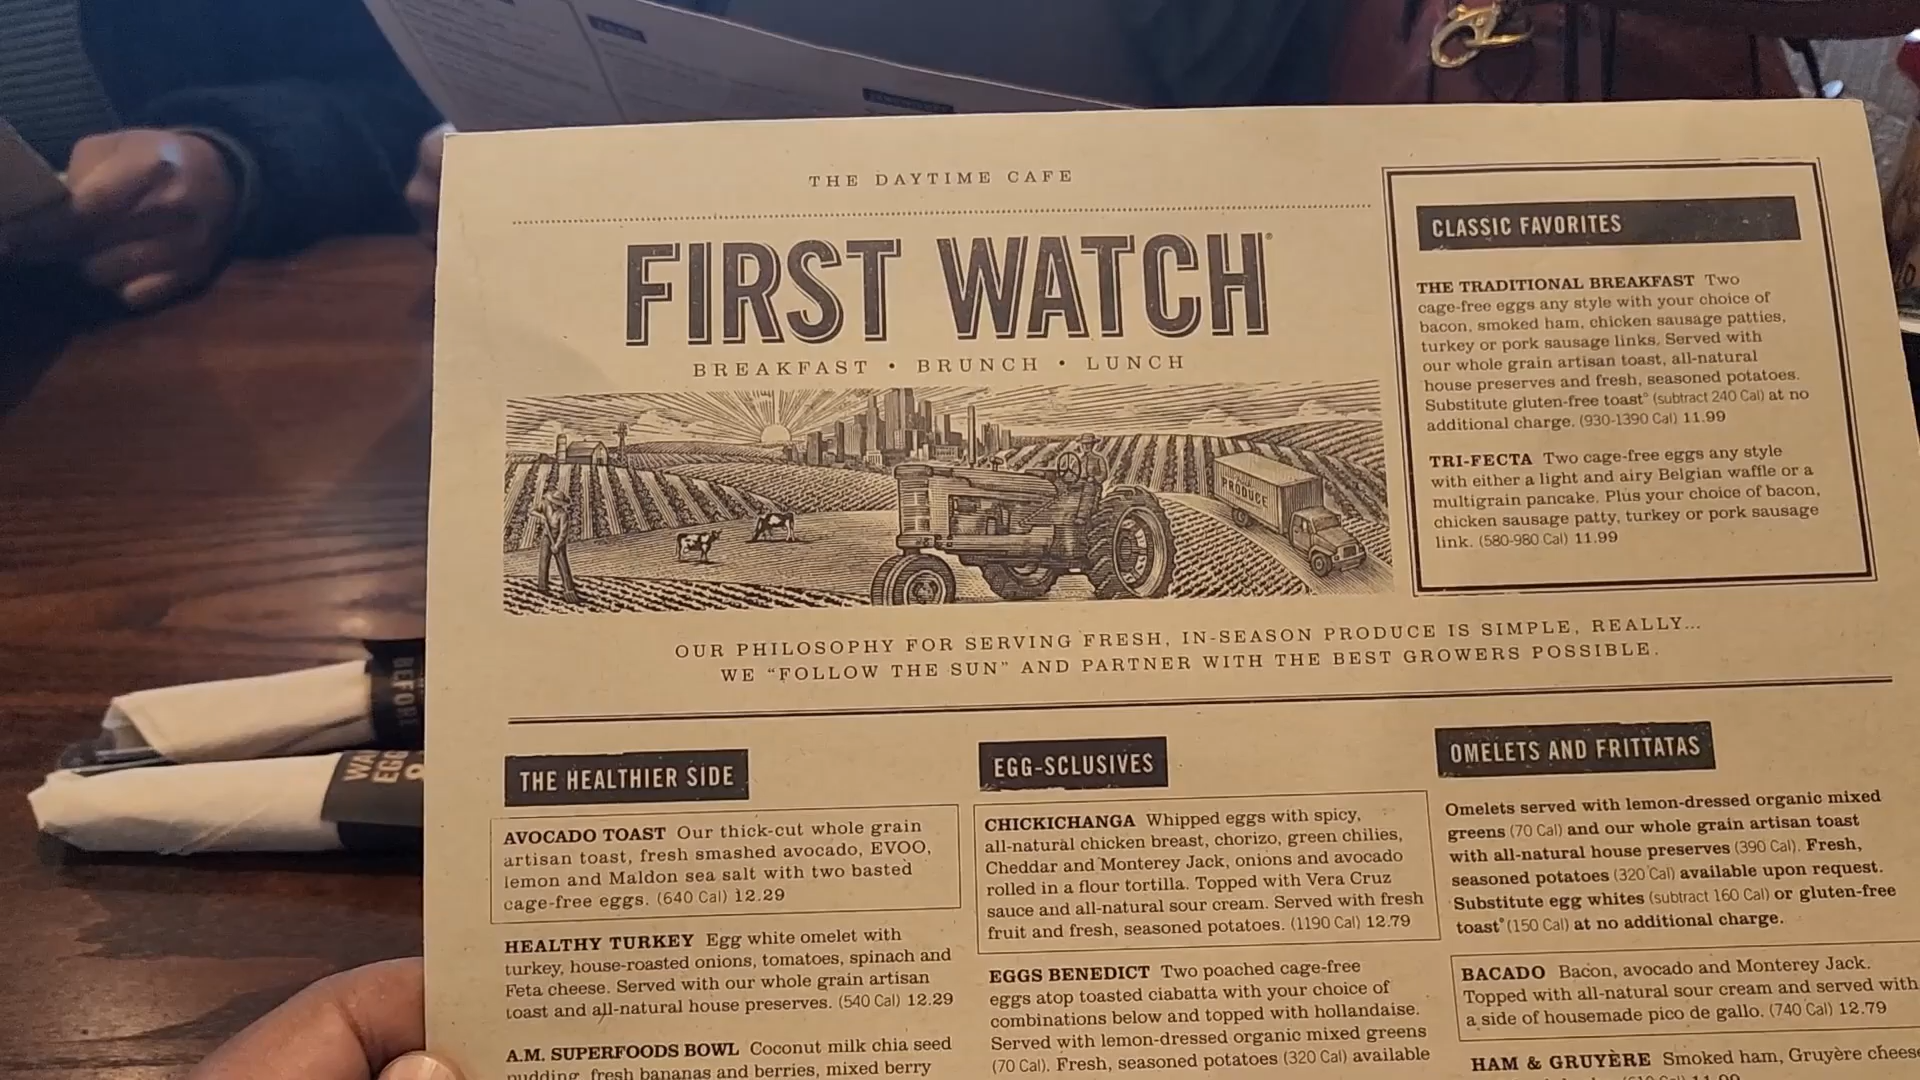 THE DAYTIME CAFE
FIRST WATCH®
BREAKFAST • BRUNCH • LUNCH
PRODUCE
OUR PHILOSOPHY FOR SERVING FRESH, IN-SEASON PRODUCE IS SIMPLE, REALLY...
WE “FOLLOW THE SUN” AND PARTNER WITH THE BEST GROWERS POSSIBLE.
CLASSIC FAVORITES
THE TRADITIONAL BREAKFAST Two
cage-free eggs any style with your choice of
bacon, smoked ham, chicken sausage patties,
turkey or pork sausage links. Served with
our whole grain artisan toast, all-natural
house preserves and fresh, seasoned potatoes.
Substitute gluten-free toast* (subtract 240 Cal) at no
additional charge. (930-1390 Cal) 11.99
TRI-FECTA Two cage-free eggs any style
with either a light and airy Belgian waffle or a
multigrain pancake. Plus your choice of bacon,
chicken sausage patty, turkey or pork sausage
link. (580-980 Cal) 11.99
THE HEALTHIER SIDE
AVOCADO TOAST Our thick-cut whole grain
artisan toast, fresh smashed avocado, EVOO,
lemon and Maldon sea salt with two basted
cage-free eggs. (640 Cal) 12.29
HEALTHY TURKEY Egg white omelet with
turkey, house-roasted onions, tomatoes, spinach and
Feta cheese. Served with our whole grain artisan
toast and all-natural house preserves. (540 Cal) 12.29
A.M. SUPERFOODS BOWL Coconut milk chia seed
pudding, fresh bananas and berries, mixed berry
EGG-SCLUSIVES
CHICKICHANGA Whipped eggs with spicy,
all-natural chicken breast, chorizo, green chilies,
Cheddar and Monterey Jack, onions and avocado
rolled in a flour tortilla. Topped with Vera Cruz
sauce and all-natural sour cream. Served with fresh
fruit and fresh, seasoned potatoes. (1190 Cal) 12.79
EGGS BENEDICT Two poached cage-free
eggs atop toasted ciabatta with your choice of
combinations below and topped with hollandaise.
Served with lemon-dressed organic mixed greens
(70 Cal). Fresh, seasoned potatoes (320 Cal) available
OMELETS AND FRITTATAS
Omelets served with lemon-dressed organic mixed
greens (70 Cal) and our whole grain artisan toast
with all-natural house preserves (390 Cal). Fresh,
seasoned potatoes (320 Cal) available upon request.
Substitute egg whites (subtract 160 Cal) or gluten-free
toast* (150 Cal) at no additional charge.
BACADO Bacon, avocado and Monterey Jack.
Topped with all-natural sour cream and served with
a side of housemade pico de gallo. (740 Cal) 12.79
HAM & GRUYÈRE Smoked ham, Gruyère cheese
BEFORE
EGG